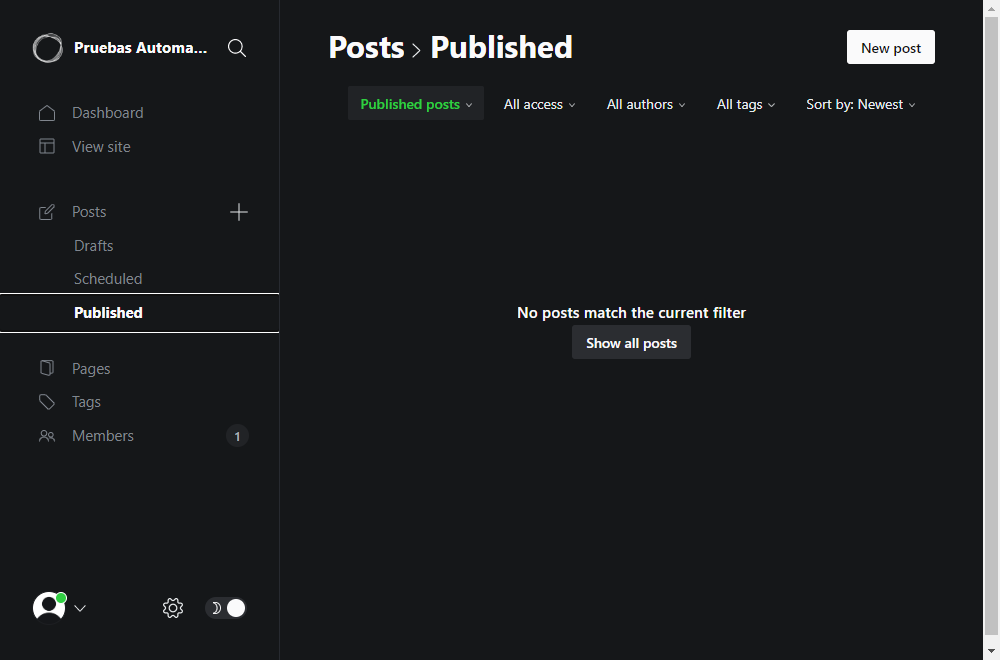 Pruebas Automa...
Dashboard
View site
Posts
Drafts
Scheduled
Published
Pages
Tags
Members
1
Posts > Published
New post
Published posts
All access
All authors
All tags
Sort by: Newest
No posts match the current filter
Show all posts